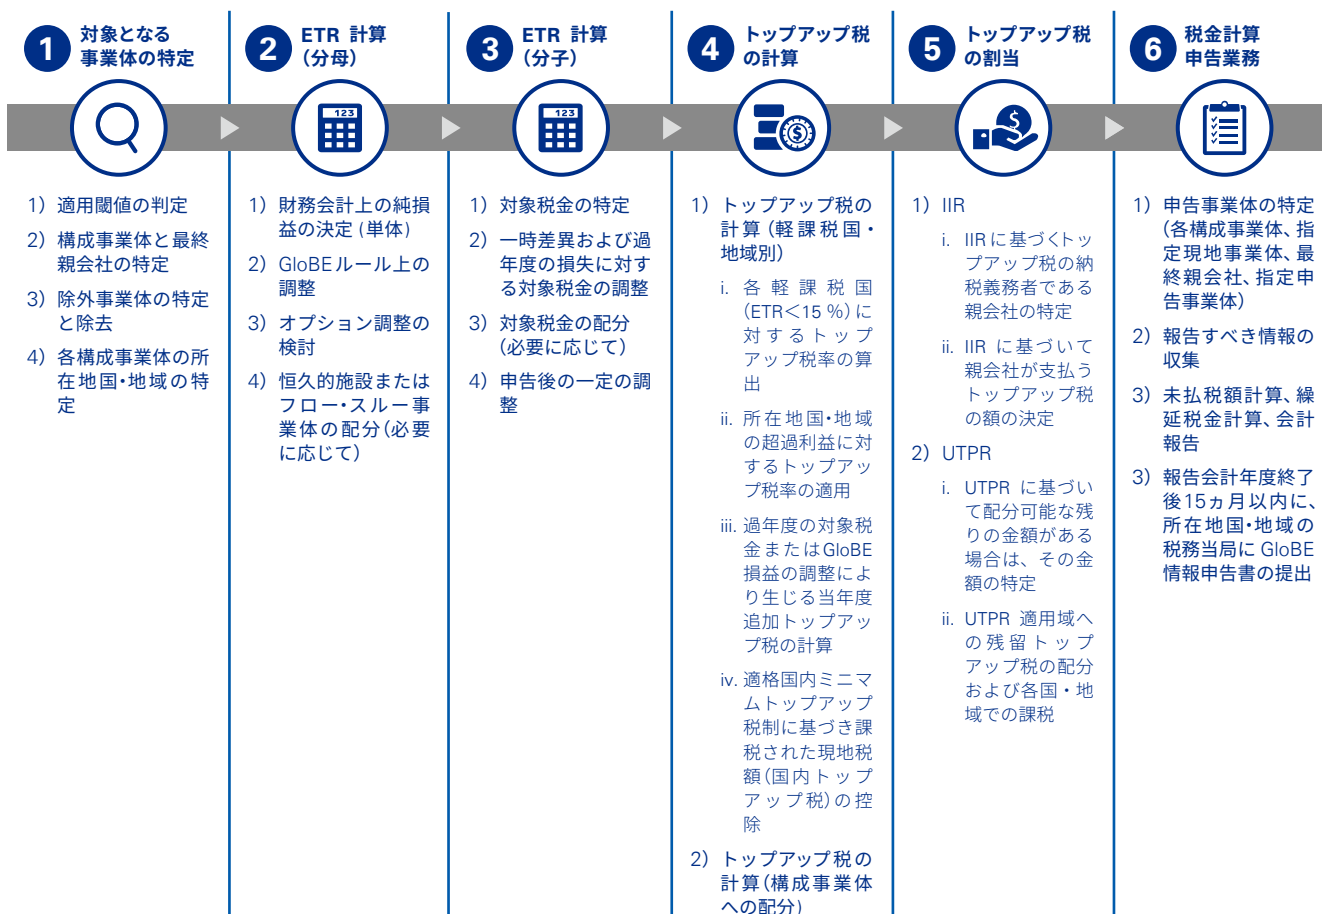 1
対象となる
事業体の特定
1）適用閾値の判定
2）構成事業体と最終
親会社の特定
3）除外事業体の特定
と除去
4）各構成事業体の所
在地国・地域の特
定
2
ETR 計算
（分母）
123
1）財務会計上の純損
益の決定 (単体)
2）GloBEルール上の
調整
3）オプション調整の
検討
4）恒久的施設または
フロー・スルー事
業体の配分（必要
に応じて）
3
ETR 計算
（分子）
123
1）対象税金の特定
2）一時差異および過
年度の損失に対す
る対象税金の調整
3）対象税金の配分
（必要に応じて）
4）申告後の一定の調
整
4
トップアップ税
の計算
$
1）トップアップ税の
計算（軽課税国・
地域別）
i. 各軽課税国
（ETR＜15 %）に
対するトップ
アップ税率の算
出
ii. 所在地国・地域
の超過利益に対
するトップアッ
プ税率の適用
iii. 過年度の対象税
金またはGloBE
損益の調整によ
り生じる当年度
追加トップアッ
プ税の計算
iv. 適格国内ミニマ
ムトップアップ
税制に基づき課
税された現地税
額（国内トップ
アップ税）の控
除
2）トップアップ税の
計算（構成事業体
への配分）
5
トップアップ税
の割当
$
1）IIR
i. IIRに基づくトッ
プアップ税の納
税義務者である
親会社の特定
ii. IIR に基づいて
親会社が支払う
トップアップ税
の額の決定
2）UTPR
i. UTPR に基づい
て配分可能な残
りの金額がある
場合は、その金
額の特定
ii. UTPR 適用域へ
の残留トップ
アップ税の配分
および各国・地
域での課税
6
税金計算
申告業務
1）申告事業体の特定
（各構成事業体、指
定現地事業体、最
終親会社、指定申
告事業体）
2）報告すべき情報の
収集
3）未払税額計算、繰
延税金計算、会計
報告
3）報告会計年度終了
後15ヵ月以内に、
所在地国・地域の
税務当局に GloBE
情報申告書の提出